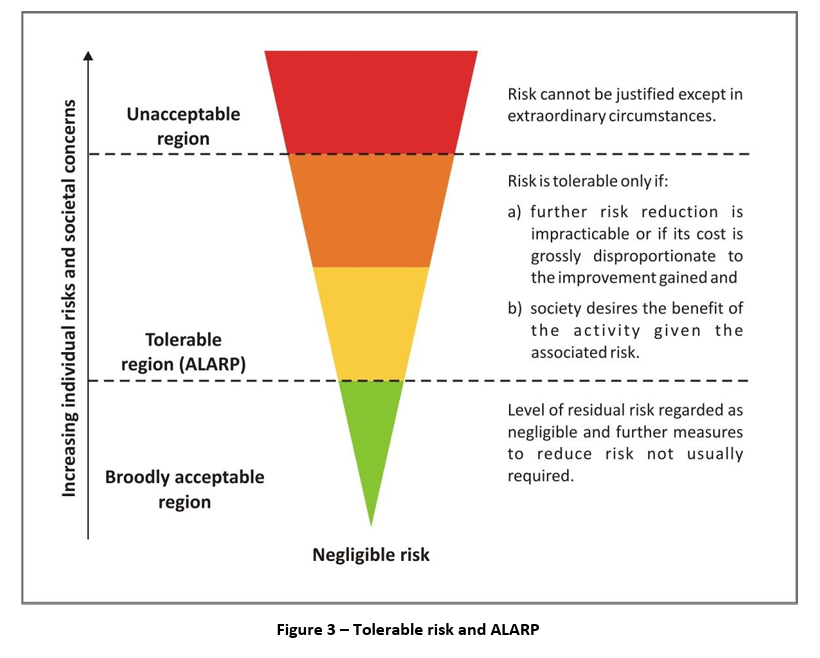 Increasing individual risks and societal concerns
Unacceptable
region
Risk cannot be justified except in
extraordinary circumstances.
Risk is tolerable only if:
a) further risk reduction is
impracticable or if its cost is
grossly disproportionate to
the improvement gained and
b) society desires the benefit of
the activity given the
associated risk.
Tolerable
region (ALARP)
Level of residual risk regarded as
negligible and further measures
to reduce risk not usually
required.
Broodly acceptable
region
Negligible risk
Figure 3 – Tolerable risk and ALARP